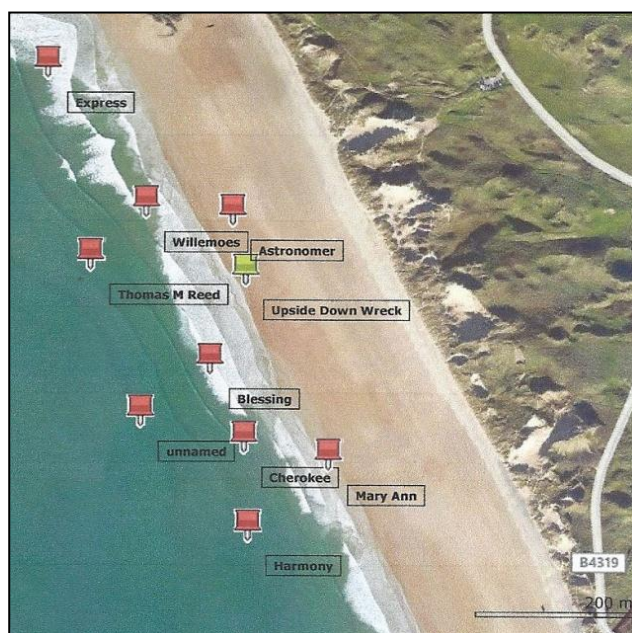 Express
Willemoes
Astronomer
Thomas M Reed
Upside Down Wreck
Blessing
unnamed
Cherokee
Mary Ann
Harmony
B4319
200 m